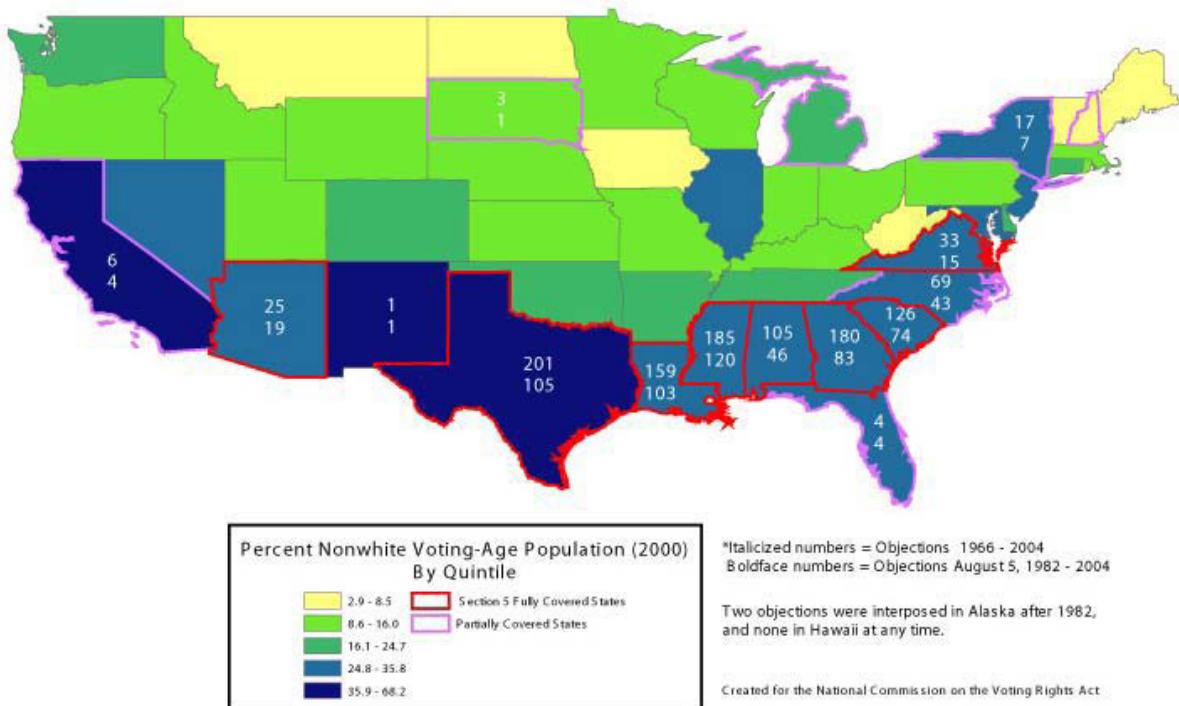 3
1
17
7
6
4
25
19
1
1
201
105
159
103
185
120
105
46
180
83
126
74
69
43
33
15
4
4
Percent Nonwhite Voting-Age Population (2000)
By Quintile
2.9 - 8.5
Section 5 Fully Covered States
8.6 - 16.0
Partially Covered States
16.1 - 24.7
24.8 - 35.8
35.9 - 68.2
*Italicized numbers = Objections 1966 - 2004
Boldface numbers = Objections August 5, 1982 - 2004
Two objections were interposed in Alaska after 1982,
and none in Hawaii at any time.
Created for the National Commission on the Voting Rights Act